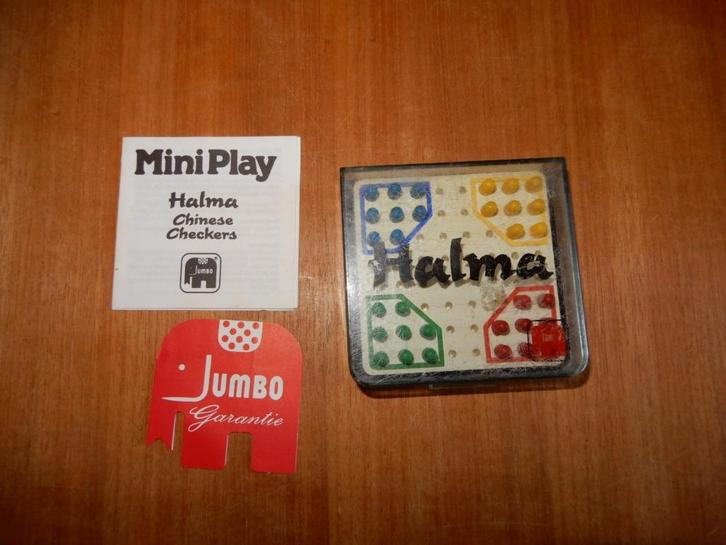 MiniPlay
Halma
Chinese
Checkers
Jumbo
Jumbo
Garantie
Halma